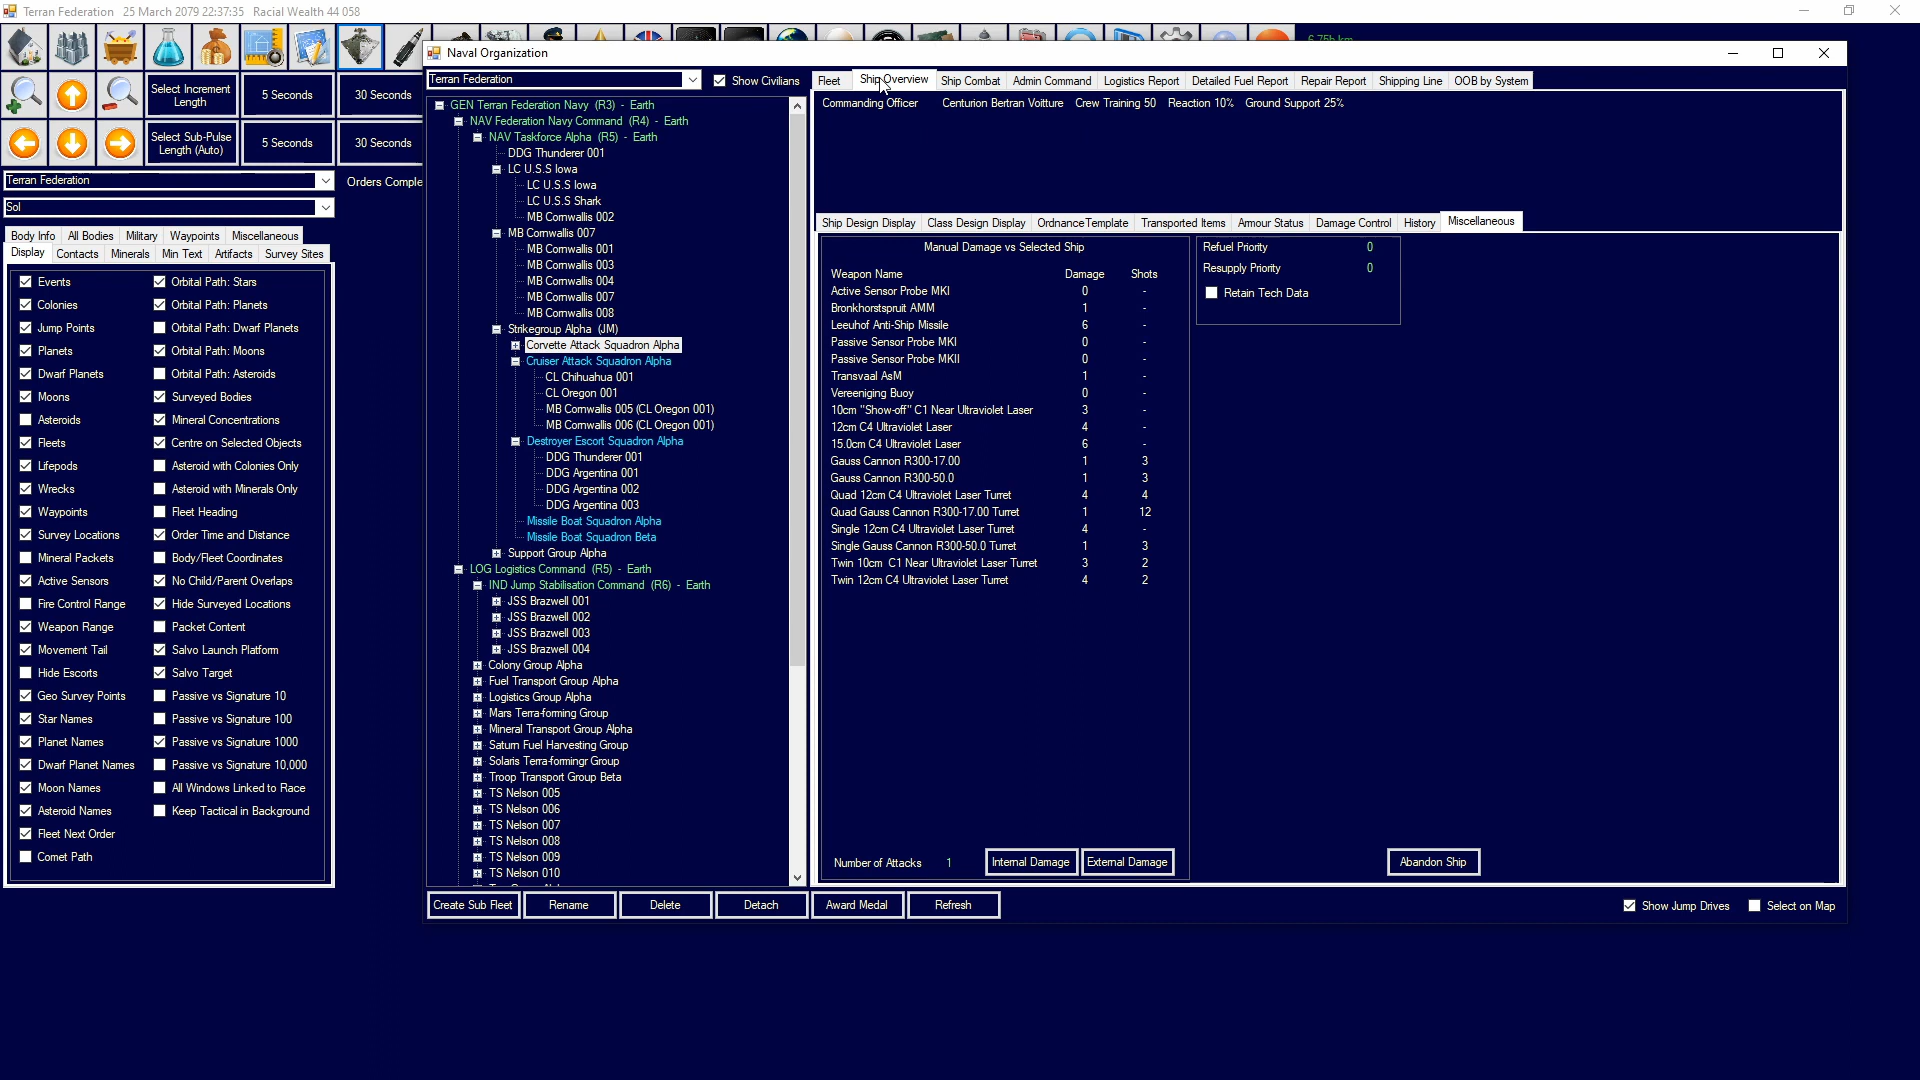 Terran Federation   25 March 2079 22:37:35   Racial Wealth 44 058
Naval Organization
Select Increment Length
5 Seconds
30 Seconds
Select Sub-Pulse Length (Auto)
5 Seconds
30 Seconds
Terran Federation
Orders Comple
Sol
Body Info
All Bodies
Military
Waypoints
Miscellaneous
Display
Contacts
Minerals
Min Text
Artifacts
Survey Sites
Events
Orbital Path: Stars
Colonies
Orbital Path: Planets
Jump Points
Orbital Path: Dwarf Planets
Planets
Orbital Path: Moons
Dwarf Planets
Orbital Path: Asteroids
Moons
Surveyed Bodies
Asteroids
Mineral Concentrations
Fleets
Centre on Selected Objects
Lifepods
Asteroid with Colonies Only
Wrecks
Asteroid with Minerals Only
Waypoints
Fleet Heading
Survey Locations
Order Time and Distance
Mineral Packets
Body/Fleet Coordinates
Active Sensors
No Child/Parent Overlaps
Fire Control Range
Hide Surveyed Locations
Weapon Range
Packet Content
Movement Tail
Salvo Launch Platform
Hide Escorts
Salvo Target
Geo Survey Points
Passive vs Signature 10
Star Names
Passive vs Signature 100
Planet Names
Passive vs Signature 1000
Dwarf Planet Names
Passive vs Signature 10,000
Moon Names
All Windows Linked to Race
Asteroid Names
Keep Tactical in Background
Fleet Next Order
Comet Path
Terran Federation
Show Civilians
GEN Terran Federation Navy (R3) - Earth
NAV Federation Navy Command (R4) - Earth
NAV Taskforce Alpha (R5) - Earth
DDG Thunderer 001
LC U.S.S Iowa
LC U.S.S Iowa
LC U.S.S Shark
MB Cornwallis 002
MB Cornwallis 007
MB Cornwallis 001
MB Cornwallis 003
MB Cornwallis 004
MB Cornwallis 007
MB Cornwallis 008
Strikegroup Alpha (JM)
Corvette Attack Squadron Alpha
Cruiser Attack Squadron Alpha
CL Chihuahua 001
CL Oregon 001
MB Cornwallis 005 (CL Oregon 001)
MB Cornwallis 006 (CL Oregon 001)
Destroyer Escort Squadron Alpha
DDG Thunderer 001
DDG Argentina 001
DDG Argentina 002
DDG Argentina 003
Missile Boat Squadron Alpha
Missile Boat Squadron Beta
Support Group Alpha
LOG Logistics Command (R5) - Earth
IND Jump Stabilisation Command (R6) - Earth
JSS Brazwell 001
JSS Brazwell 002
JSS Brazwell 003
JSS Brazwell 004
Colony Group Alpha
Fuel Transport Group Alpha
Logistics Group Alpha
Mars Terra-forming Group
Mineral Transport Group Alpha
Saturn Fuel Harvesting Group
Solaris Terra-formingr Group
Troop Transport Group Beta
TS Nelson 005
TS Nelson 006
TS Nelson 007
TS Nelson 008
TS Nelson 009
TS Nelson 010
Create Sub Fleet
Rename
Delete
Detach
Award Medal
Refresh
Fleet
Ship Overview
Ship Combat
Admin Command
Logistics Report
Detailed Fuel Report
Repair Report
Shipping Line
OOB by System
Commanding Officer   Centurion Bertran Voitture   Crew Training 50   Reaction 10%   Ground Support 25%
Ship Design Display
Class Design Display
Ordnance Template
Transported Items
Armour Status
Damage Control
History
Miscellaneous
Manual Damage vs Selected Ship
Weapon Name   Damage   Shots
Active Sensor Probe MKI   0   -
Bronkhorstspruit AMM   1   -
Leeuhof Anti-Ship Missile   6   -
Passive Sensor Probe MKI   0   -
Passive Sensor Probe MKII   0   -
Transvaal AsM   1   -
Vereeniging Buoy   0   -
10cm "Show-off" C1 Near Ultraviolet Laser   3   -
12cm C4 Ultraviolet Laser   4   -
15.0cm C4 Ultraviolet Laser   6   -
Gauss Cannon R300-17.00   1   3
Gauss Cannon R300-50.0   1   3
Quad 12cm C4 Ultraviolet Laser Turret   4   4
Quad Gauss Cannon R300-17.00 Turret   1   12
Single 12cm C4 Ultraviolet Laser Turret   4   -
Single Gauss Cannon R300-50.0 Turret   1   3
Twin 10cm  C1 Near Ultraviolet Laser Turret   3   2
Twin 12cm C4 Ultraviolet Laser Turret   4   2
Refuel Priority   0
Resupply Priority   0
Retain Tech Data
Number of Attacks   1
Internal Damage
External Damage
Abandon Ship
Show Jump Drives
Select on Map